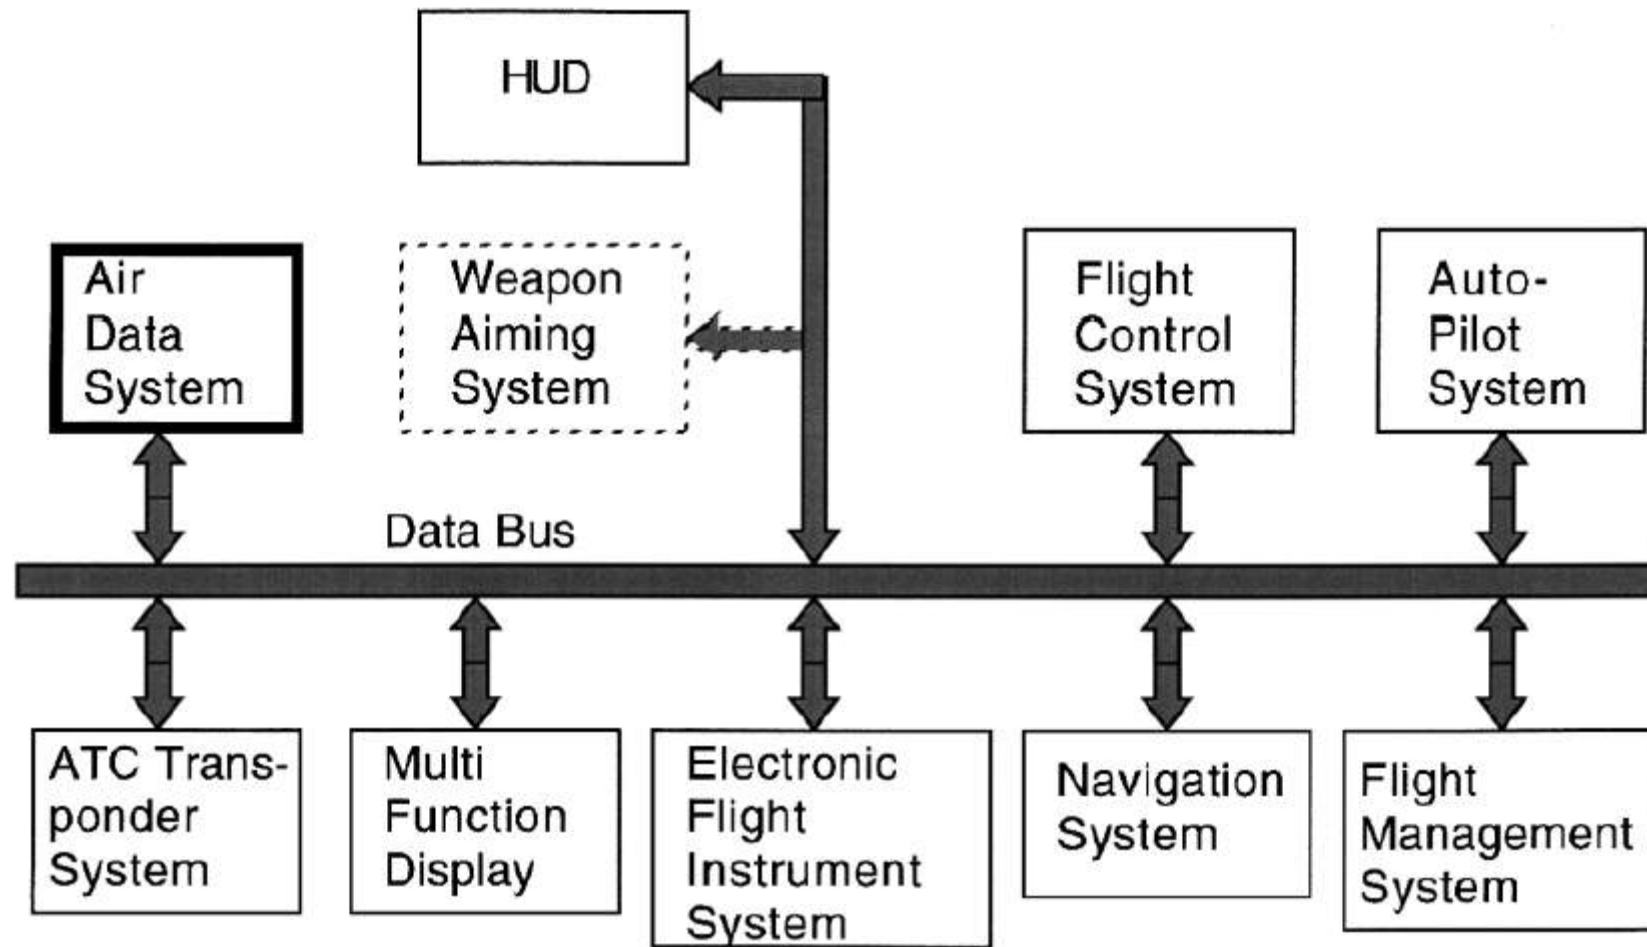 HUD
Air
Data
System
Weapon
Aiming
System
Flight
Control
System
Auto-
Pilot
System
Data Bus
ATC Trans-
ponder
System
Multi
Function
Display
Electronic
Flight
Instrument
System
Navigation
System
Flight
Management
System